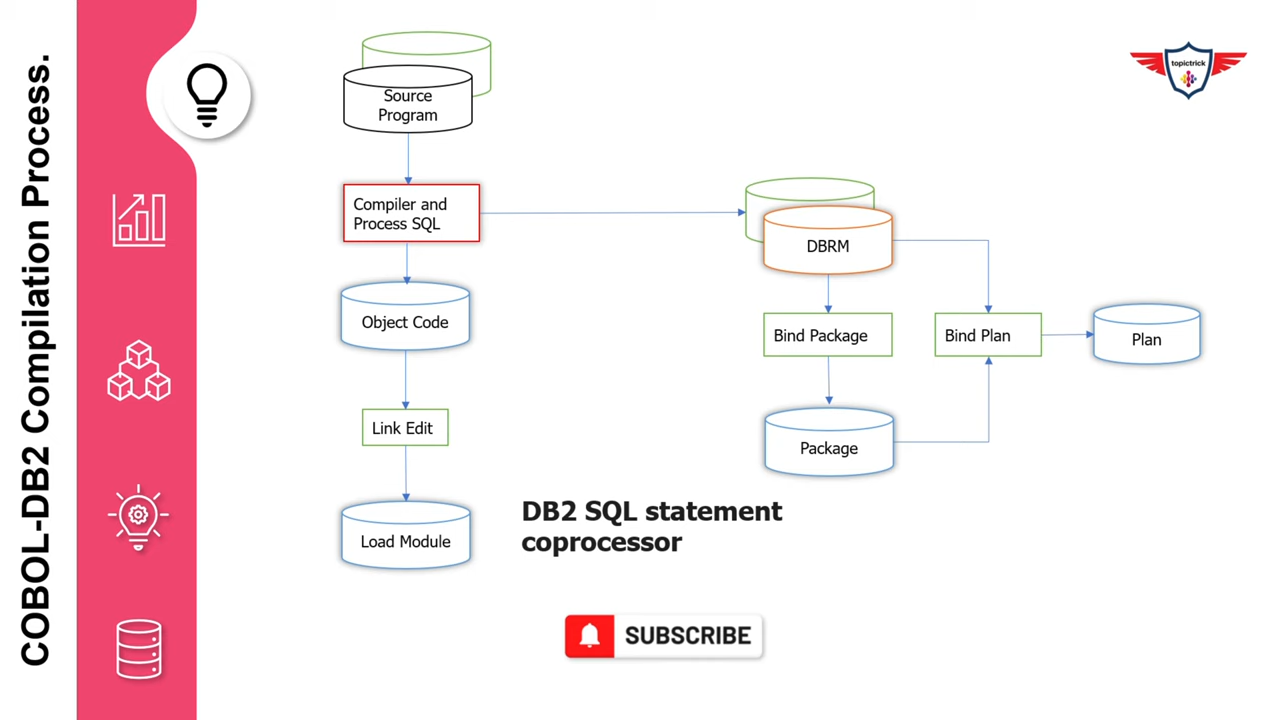 COBOL-DB2 Compilation Process.
topictrick
Source
Program
Compiler and
Process SQL
DBRM
Object Code
Bind Package
Bind Plan
Plan
Link Edit
Package
DB2 SQL statement
coprocessor
Load Module
SUBSCRIBE